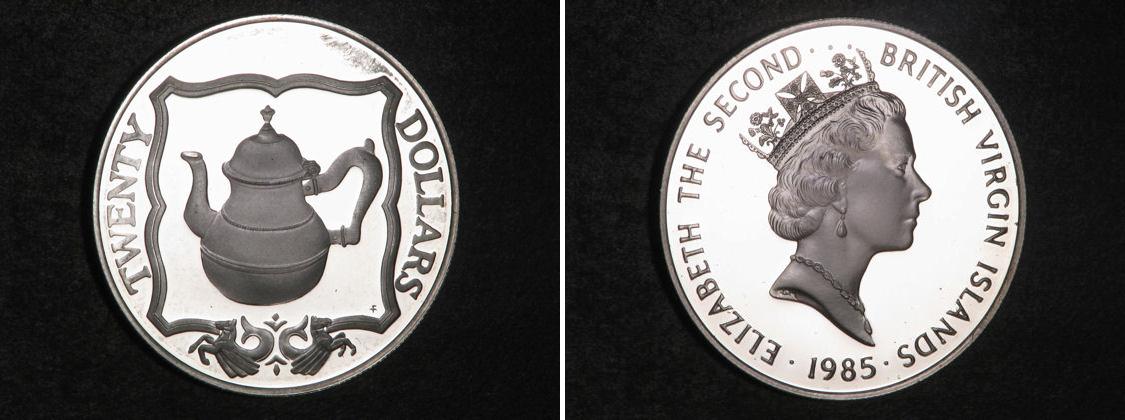 TWENTY DOLLARS
F
ELIZABETH THE SECOND · · · · BRITISH VIRGIN ISLANDS
· 1985 ·